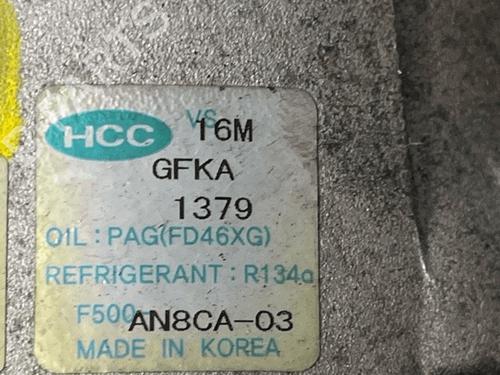 HCC VS 16M
GFKA
1379
OIL : PAG(FD46XG)
REFRIGERANT : R134a
F500- AN8CA-03
MADE IN KOREA